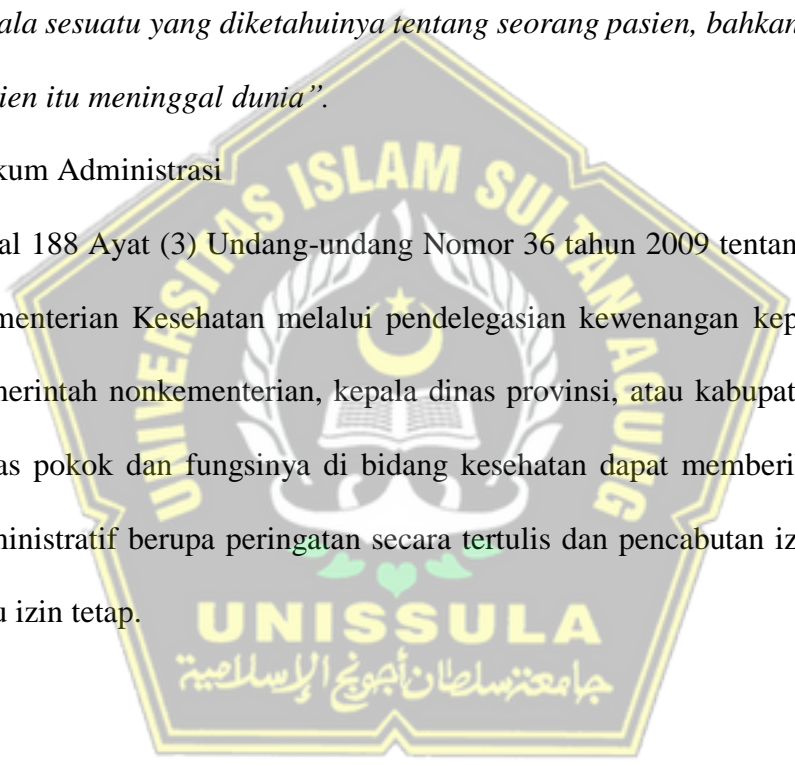 ala sesuatu yang diketahuinya tentang seorang pasien, bahkan
ien itu meninggal dunia”.
kum Administrasi
al 188 Ayat (3) Undang-undang Nomor 36 tahun 2009 tentan
menterian Kesehatan melalui pendelegasian kewenangan kep
merintah nonkementerian, kepala dinas provinsi, atau kabupat
as pokok dan fungsinya di bidang kesehatan dapat memberi
ministratif berupa peringatan secara tertulis dan pencabutan iz
u izin tetap.
UNIVERSITAS ISLAM SULTAN AGUNG
UNISSULA
جامعتسلطان أجونج الإسلامية